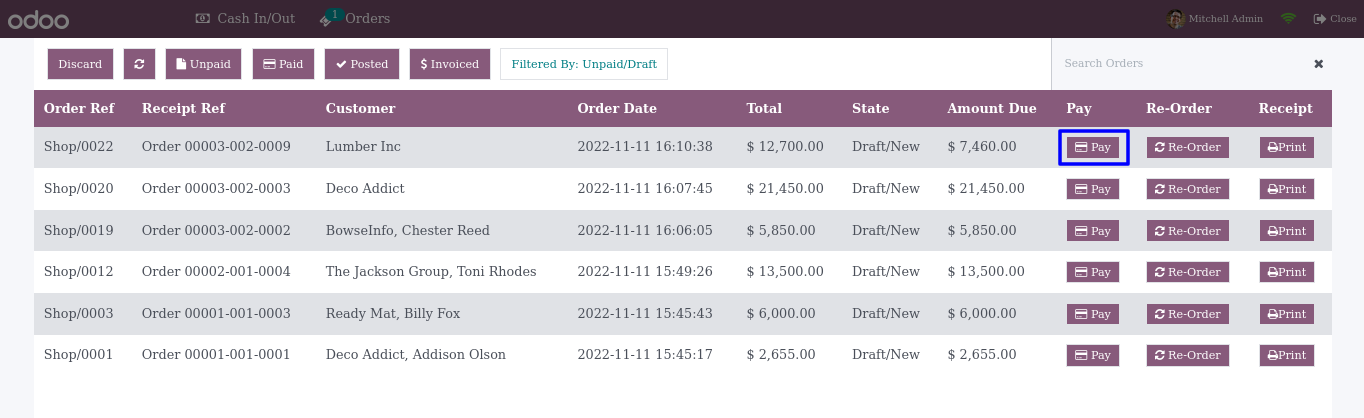 odoo Cash In/Out 1 Orders Mitchell Admin Close
Discard Unpaid Paid Posted Invoiced Filtered By: Unpaid/Draft Search Orders
Order Ref Receipt Ref Customer Order Date Total State Amount Due Pay Re-Order Receipt
Shop/0022 Order 00003-002-0009 Lumber Inc 2022-11-11 16:10:38 $ 12,700.00 Draft/New $ 7,460.00 Pay Re-Order Print
Shop/0020 Order 00003-002-0003 Deco Addict 2022-11-11 16:07:45 $ 21,450.00 Draft/New $ 21,450.00 Pay Re-Order Print
Shop/0019 Order 00003-002-0002 BowseInfo, Chester Reed 2022-11-11 16:06:05 $ 5,850.00 Draft/New $ 5,850.00 Pay Re-Order Print
Shop/0012 Order 00002-001-0004 The Jackson Group, Toni Rhodes 2022-11-11 15:49:26 $ 13,500.00 Draft/New $ 13,500.00 Pay Re-Order Print
Shop/0003 Order 00001-001-0003 Ready Mat, Billy Fox 2022-11-11 15:45:43 $ 6,000.00 Draft/New $ 6,000.00 Pay Re-Order Print
Shop/0001 Order 00001-001-0001 Deco Addict, Addison Olson 2022-11-11 15:45:17 $ 2,655.00 Draft/New $ 2,655.00 Pay Re-Order Print